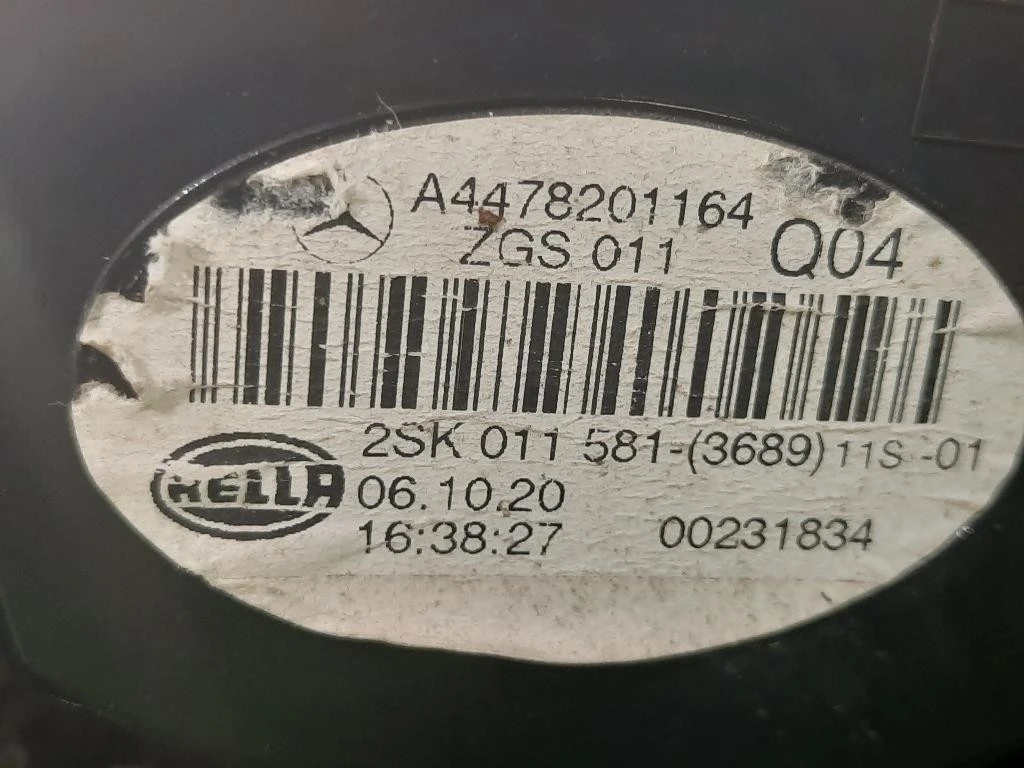 A4478201164
ZGS 011
Q04
2SK 011 581-(3689) 11S -01
HELLA
06.10.20
16:38:27
00231834